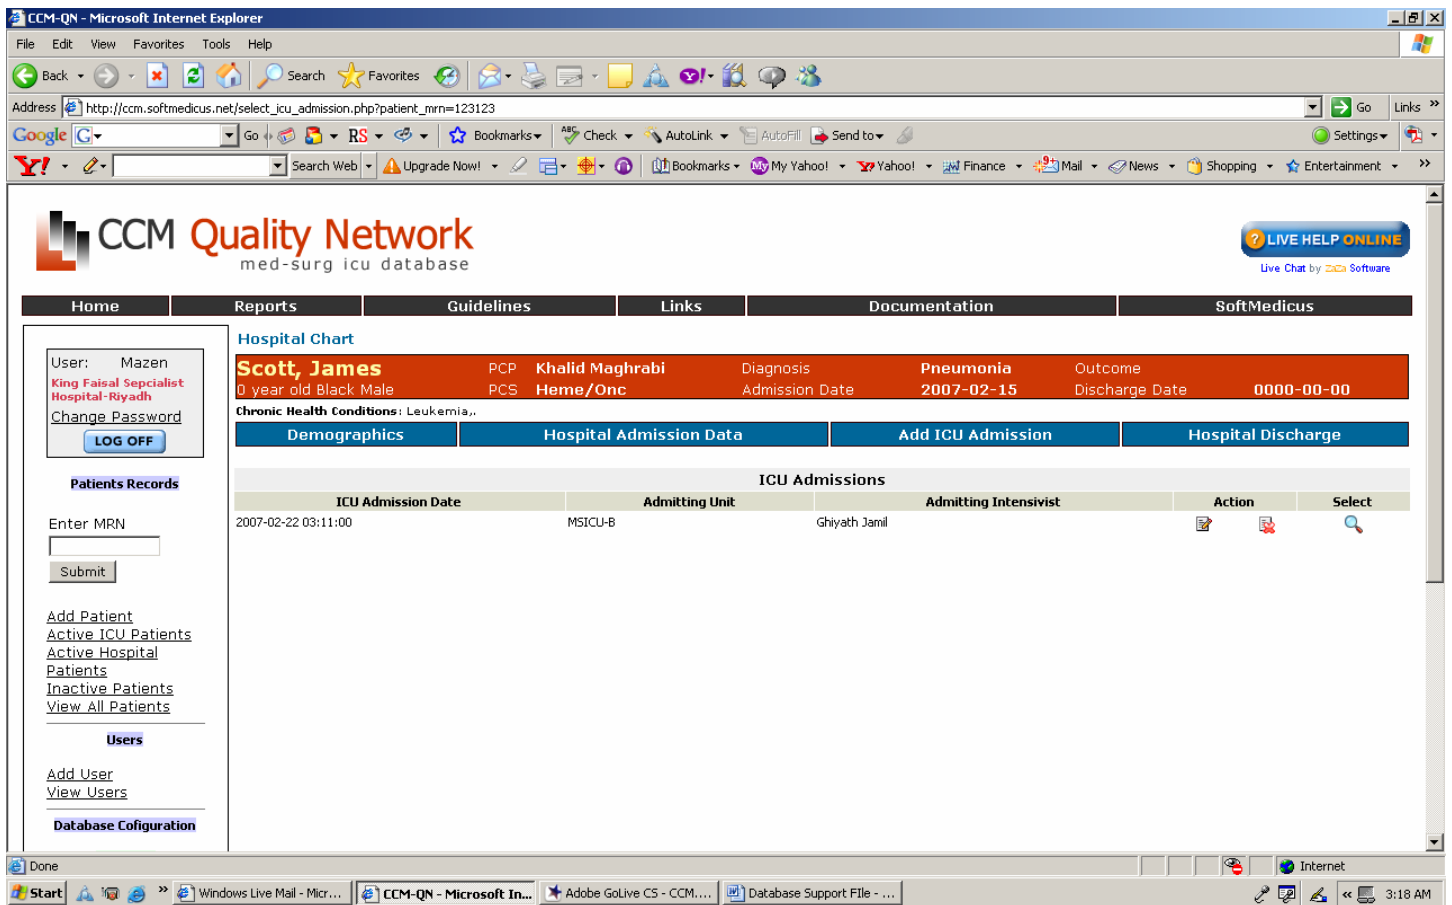 CCM-QN - Microsoft Internet Explorer
File Edit View Favorites Tools Help
Back Search Favorites
Address http://ccm.softmedicus.net/select_icu_admission.php?patient_mrn=123123 Go Links »
Google G Go RS Bookmarks ABC Check AutoLink AutoFill Send to Settings
Y! Search Web Upgrade Now! Bookmarks My My Yahoo! Y? Yahoo! Finance 9+ Mail News Shopping Entertainment »
CCM Quality Network
med-surg icu database
? LIVE HELP ONLINE
Live Chat by ZaZa Software
Home Reports Guidelines Links Documentation SoftMedicus
User: Mazen
King Faisal Sepcialist
Hospital-Riyadh
Change Password
LOG OFF
Patients Records
Enter MRN
Submit
Add Patient
Active ICU Patients
Active Hospital
Patients
Inactive Patients
View All Patients
Users
Add User
View Users
Database Cofiguration
Hospital Chart
Scott, James PCP Khalid Maghrabi Diagnosis Pneumonia Outcome
0 year old Black Male PCS Heme/Onc Admission Date 2007-02-15 Discharge Date 0000-00-00
Chronic Health Conditions: Leukemia,.
Demographics Hospital Admission Data Add ICU Admission Hospital Discharge
ICU Admissions
ICU Admission Date Admitting Unit Admitting Intensivist Action Select
2007-02-22 03:11:00 MSICU-B Ghiyath Jamil
Done Internet
Start » Windows Live Mail - Micr... CCM-QN - Microsoft In... Adobe GoLive CS - CCM.... Database Support FIle - ... « 3:18 AM